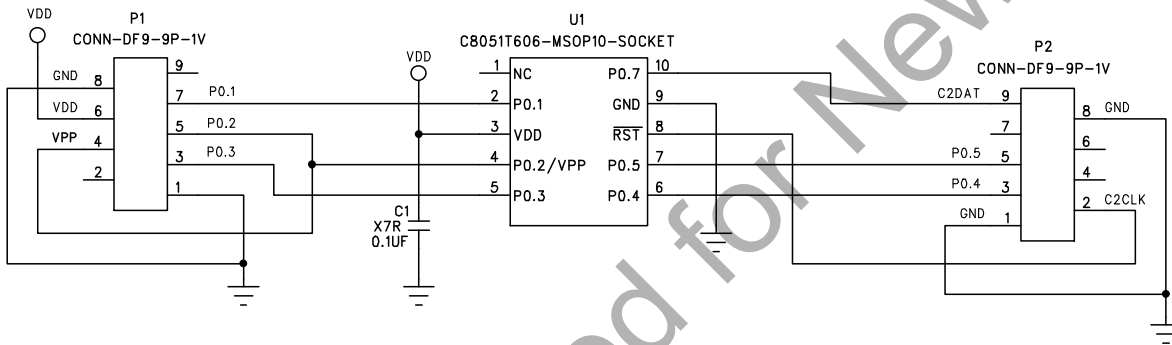 VDD
P1
CONN-DF9-9P-1V
GND
8
VDD
6
VPP
4
2
9
7
P0.1
5
P0.2
3
P0.3
1
VDD
C1
X7R
0.1UF
U1
C8051T606-MSOP10-SOCKET
1
NC
2
P0.1
3
VDD
4
P0.2/VPP
5
P0.3
P0.7
10
GND
9
RST
8
P0.5
7
P0.4
6
P2
CONN-DF9-9P-1V
C2DAT
9
7
P0.5
5
P0.4
3
GND
1
8
GND
6
4
2
C2CLK
d for New